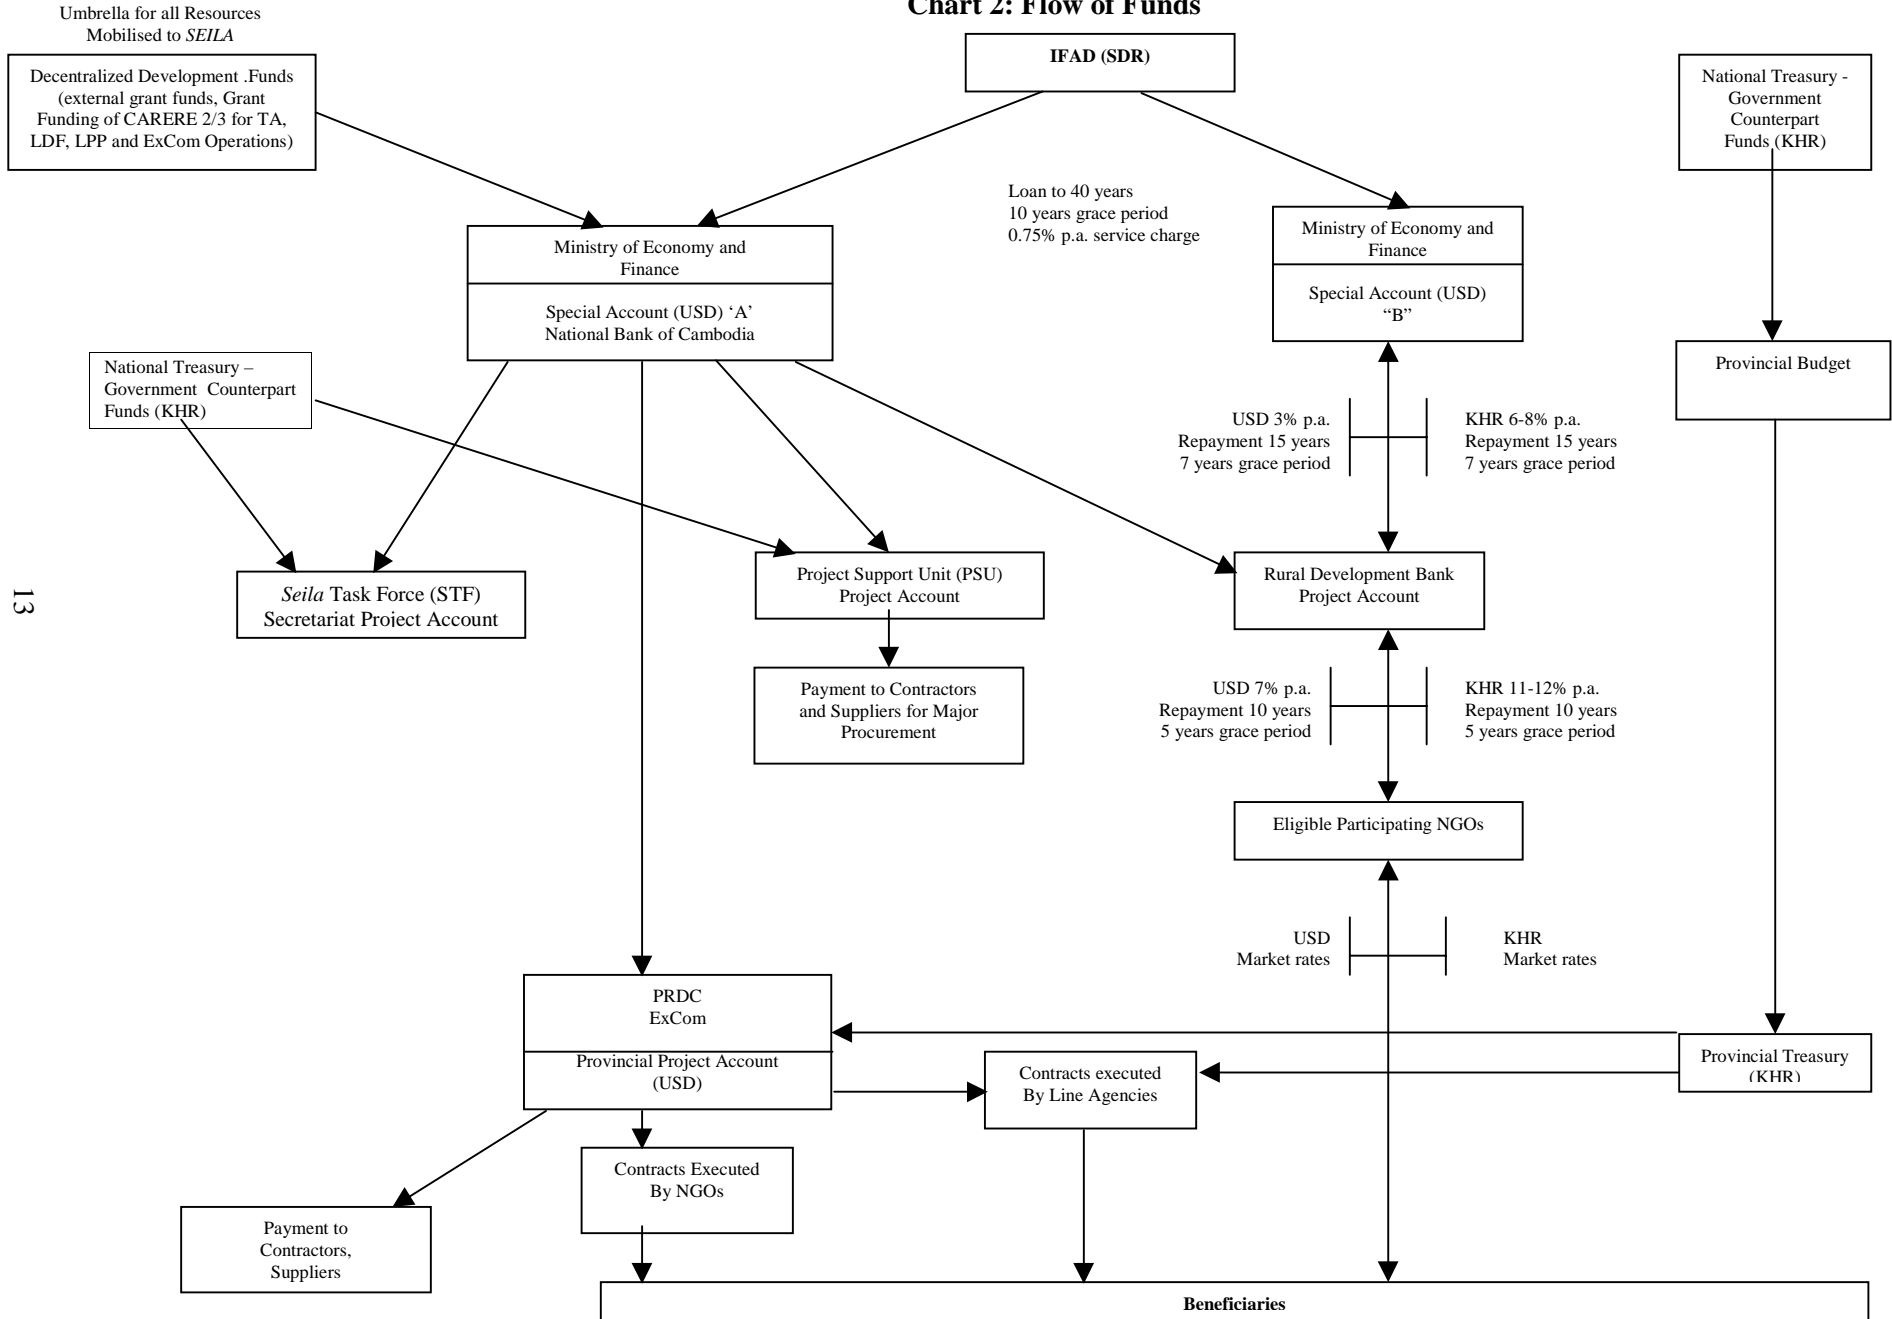 Chart 2: Flow of Funds
Umbrella for all Resources
Mobilised to SEILA
Decentralized Development .Funds
(external grant funds, Grant
Funding of CARERE 2/3 for TA,
LDF, LPP and ExCom Operations)
IFAD (SDR)
National Treasury -
Government
Counterpart
Funds (KHR)
Loan to 40 years
10 years grace period
0.75% p.a. service charge
Ministry of Economy and
Finance
Special Account (USD) ‘A’
National Bank of Cambodia
Ministry of Economy and
Finance
Special Account (USD)
“B”
National Treasury –
Government Counterpart
Funds (KHR)
Provincial Budget
USD 3% p.a.
Repayment 15 years
7 years grace period
KHR 6-8% p.a.
Repayment 15 years
7 years grace period
Seila Task Force (STF)
Secretariat Project Account
Project Support Unit (PSU)
Project Account
Rural Development Bank
Project Account
13
Payment to Contractors
and Suppliers for Major
Procurement
USD 7% p.a.
Repayment 10 years
5 years grace period
KHR 11-12% p.a.
Repayment 10 years
5 years grace period
Eligible Participating NGOs
USD
Market rates
KHR
Market rates
PRDC
ExCom
Provincial Project Account
(USD)
Contracts executed
By Line Agencies
Provincial Treasury
(KHR)
Contracts Executed
By NGOs
Payment to
Contractors,
Suppliers
Beneficiaries